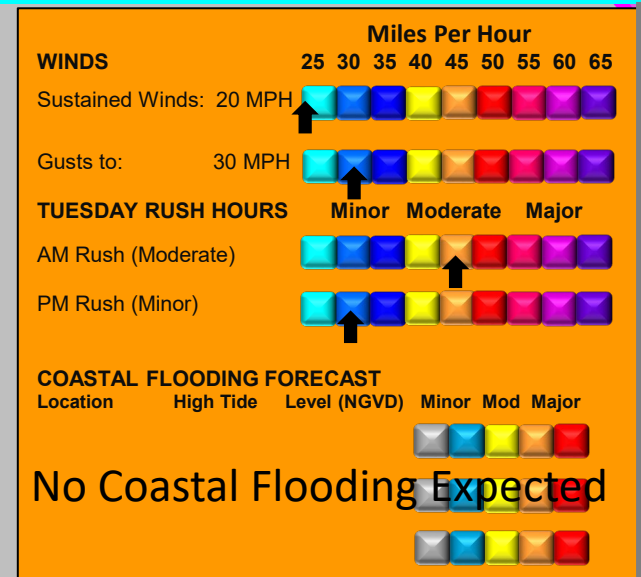 Miles Per Hour
WINDS 25 30 35 40 45 50 55 60 65
Sustained Winds: 20 MPH
Gusts to: 30 MPH
TUESDAY RUSH HOURS Minor Moderate Major
AM Rush (Moderate)
PM Rush (Minor)
COASTAL FLOODING FORECAST
Location High Tide Level (NGVD) Minor Mod Major
No Coastal Flooding Expected